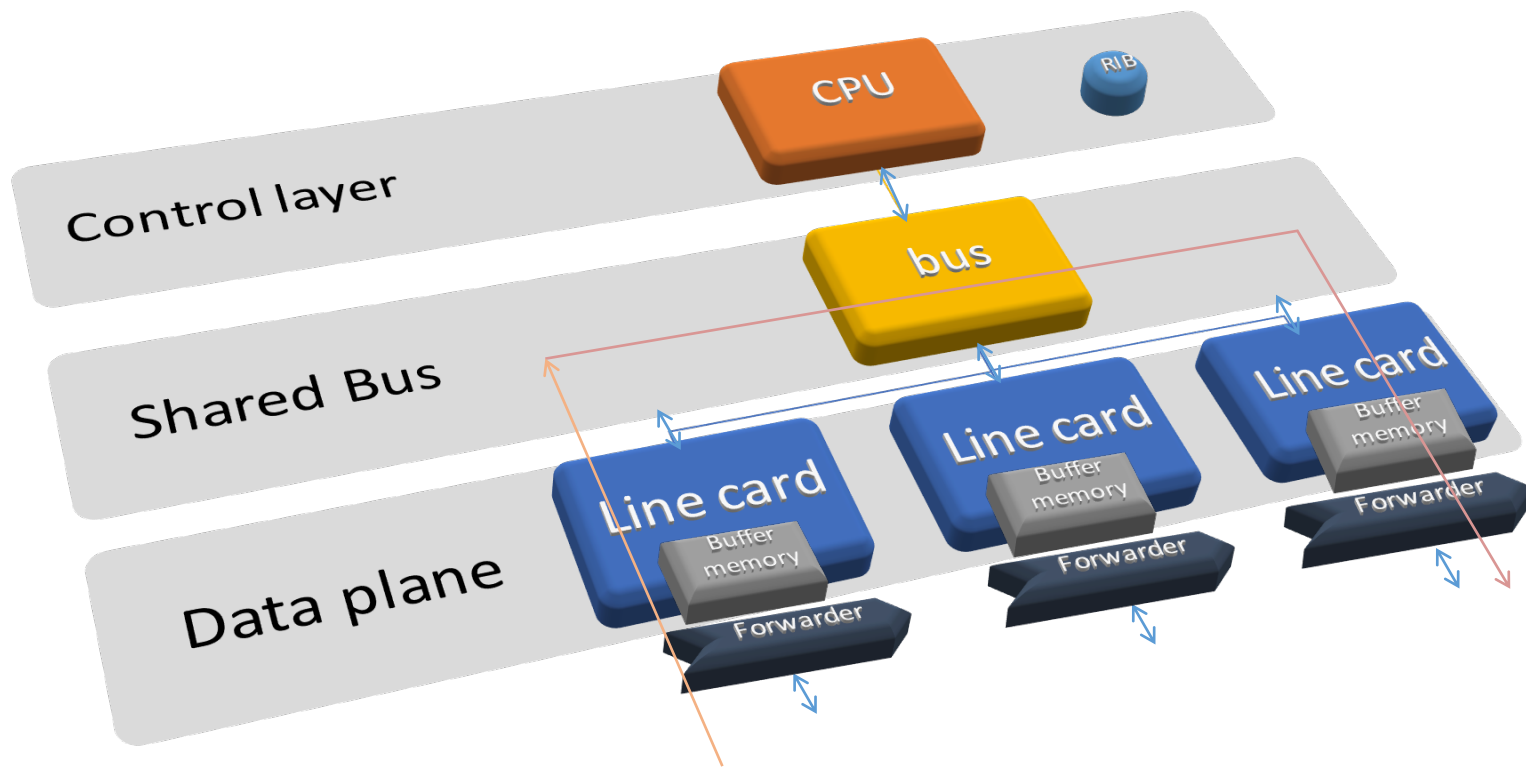 CPU
RIB
Control layer
bus
Shared Bus
Line card
Buffer
memory
Forwarder
Line card
Buffer
memory
Forwarder
Line card
Buffer
memory
Forwarder
Data plane